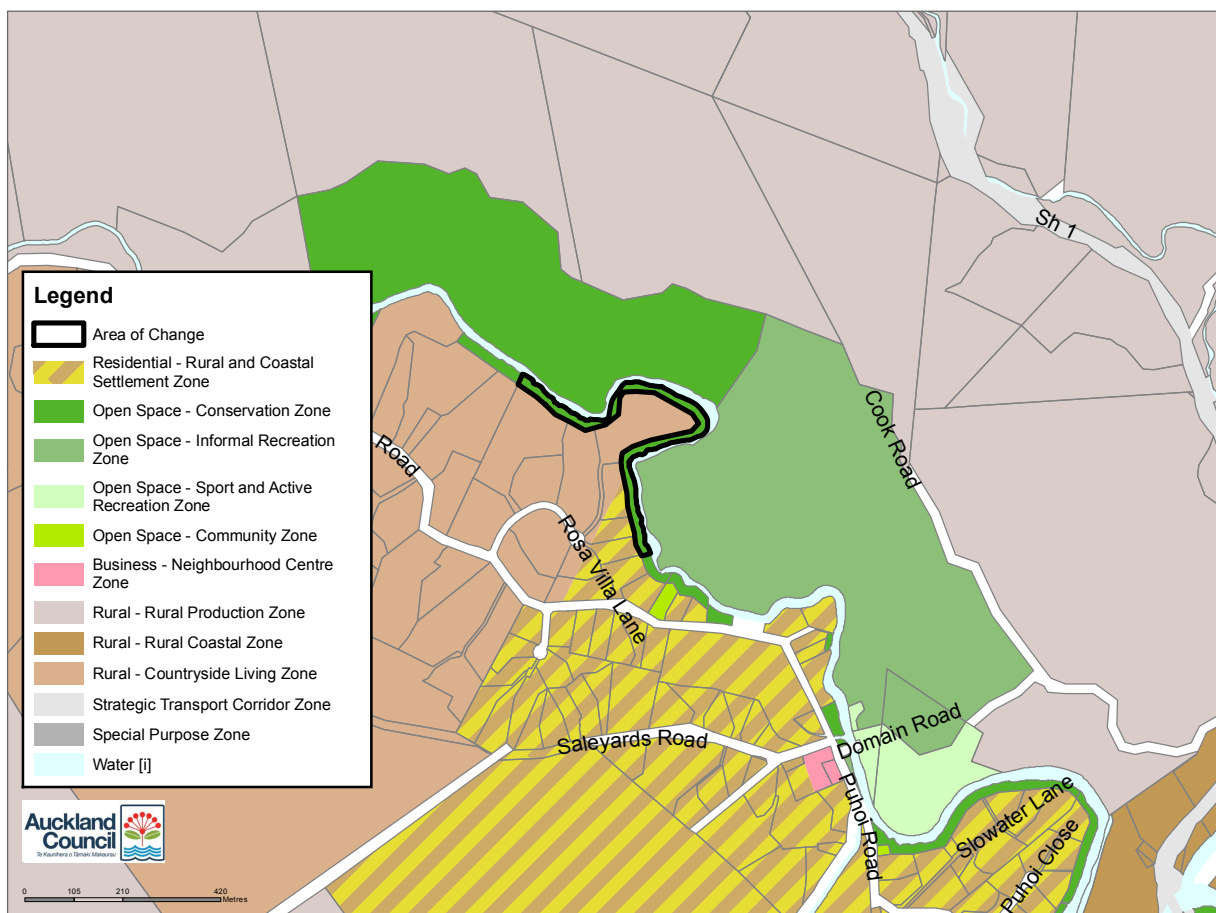 Sh 1
Legend
Area of Change
Residential - Rural and Coastal
Settlement Zone
Open Space - Conservation Zone
Open Space - Informal Recreation
Zone
Open Space - Sport and Active
Recreation Zone
Open Space - Community Zone
Business - Neighbourhood Centre
Zone
Rural - Rural Production Zone
Rural - Rural Coastal Zone
Rural - Countryside Living Zone
Strategic Transport Corridor Zone
Special Purpose Zone
Water [i]
Cook Road
Road
Rosa Villa Lane
Saleyards Road
Domain Road
Puhoi Road
Slowater Lane
Puhoi Close
Auckland
Council
Te Kaunihera o Tāmaki Makaurau
0 105 210 420
Metres